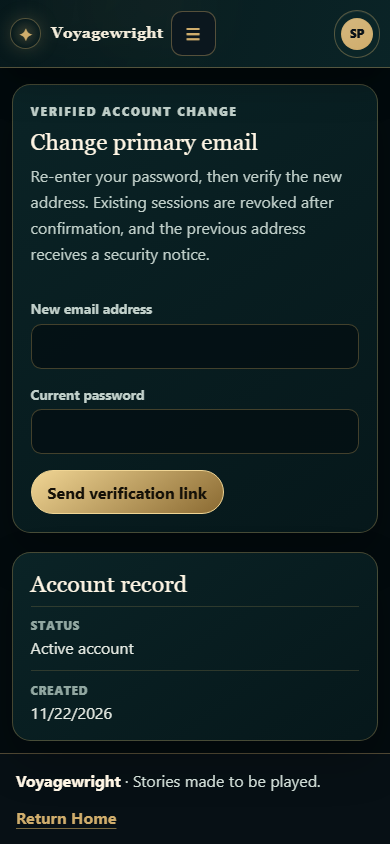 Voyagewright
SP
VERIFIED ACCOUNT CHANGE
Change primary email
Re-enter your password, then verify the new
address. Existing sessions are revoked after
confirmation, and the previous address
receives a security notice.
New email address
Current password
Send verification link
Account record
STATUS
Active account
CREATED
11/22/2026
Voyagewright · Stories made to be played.
Return Home